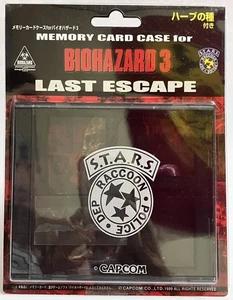 メモリーカードケースforバイオハザード3
MEMORY CARD CASE for
ハーブの種
付き
BIOHAZARD
BIOHAZARD 3
LAST ESCAPE
S.T.A.R.S.
RACCOON
POLICE
DEP
CAPCOM
©CAPCOM CO.,LTD.1999 ALL RIGHTS RESERVED.